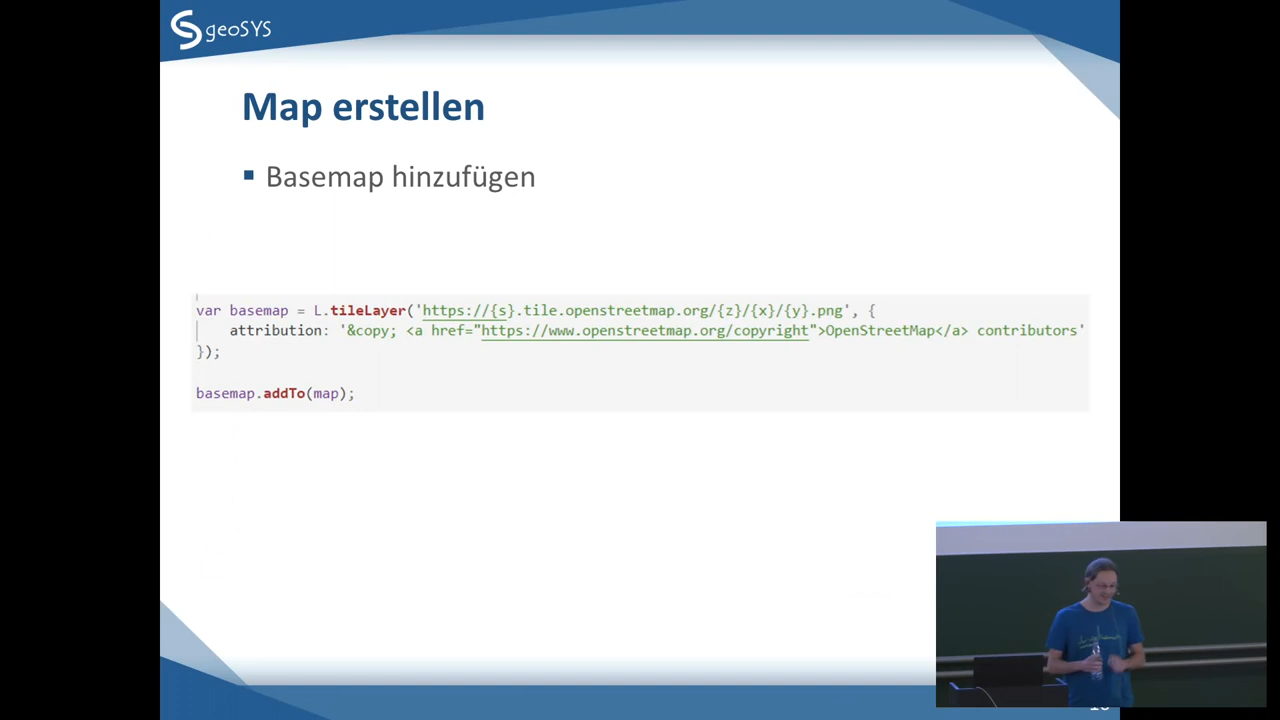 geoSYS
Map erstellen
Basemap hinzufügen
var basemap = L.tileLayer('https://{s}.tile.openstreetmap.org/{z}/{x}/{y}.png', {
attribution: '&copy; <a href="https://www.openstreetmap.org/copyright">OpenStreetMap</a> contributors'
});
basemap.addTo(map);